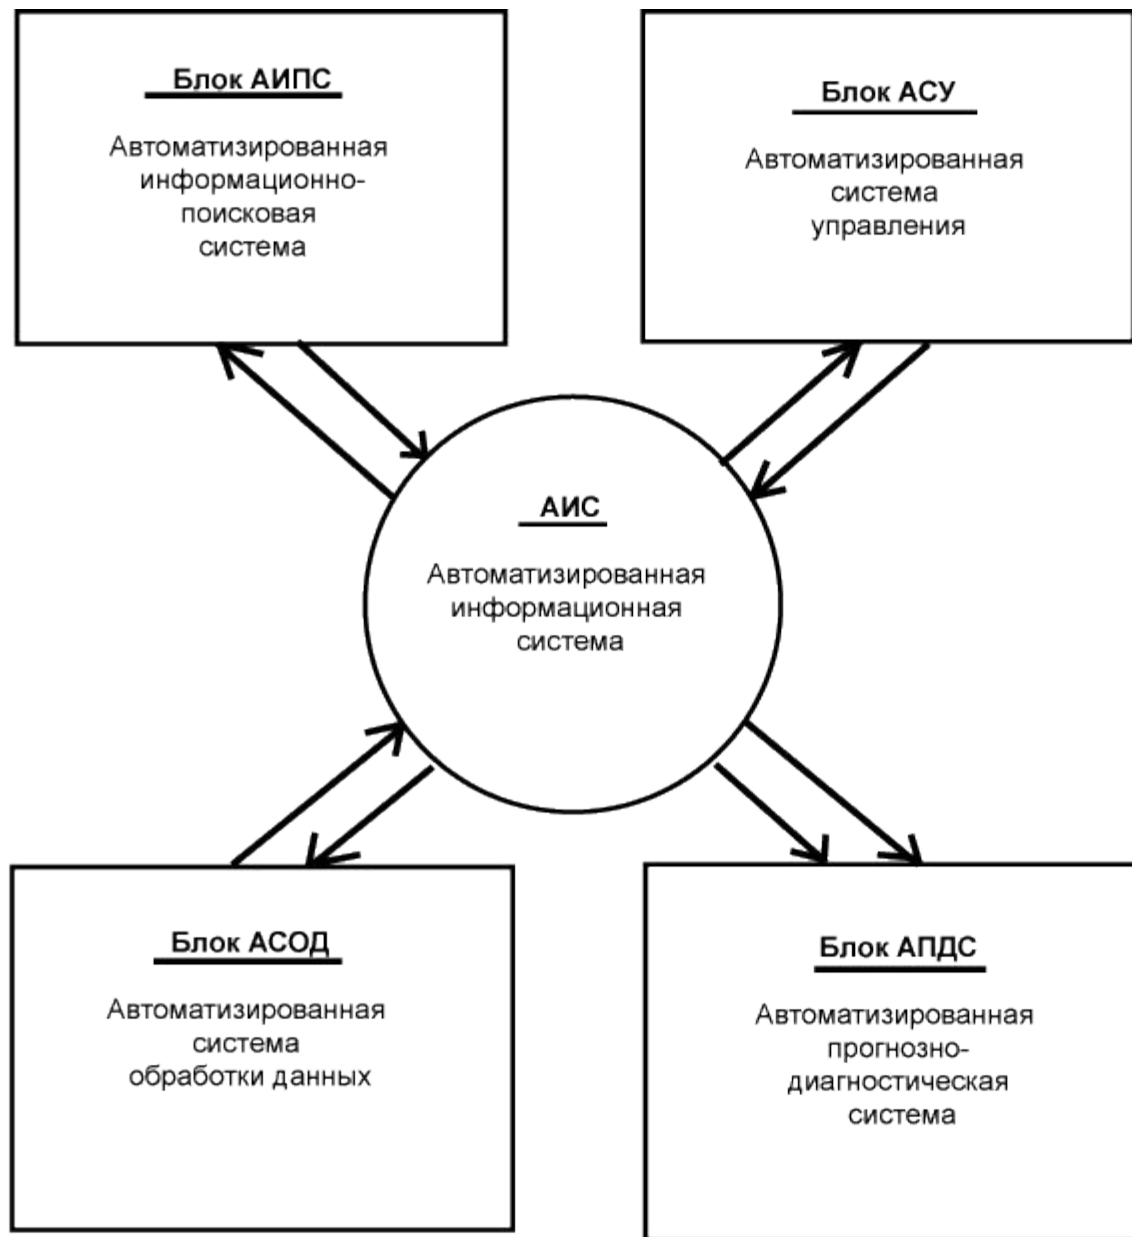 Блок АИПС
Автоматизированная
информационно-
поисковая
система
Блок АСУ
Автоматизированная
система
управления
АИС
Автоматизированная
информационная
система
Блок АСОД
Автоматизированная
система
обработки данных
Блок АПДС
Автоматизированная
прогнозно-
диагностическая
система